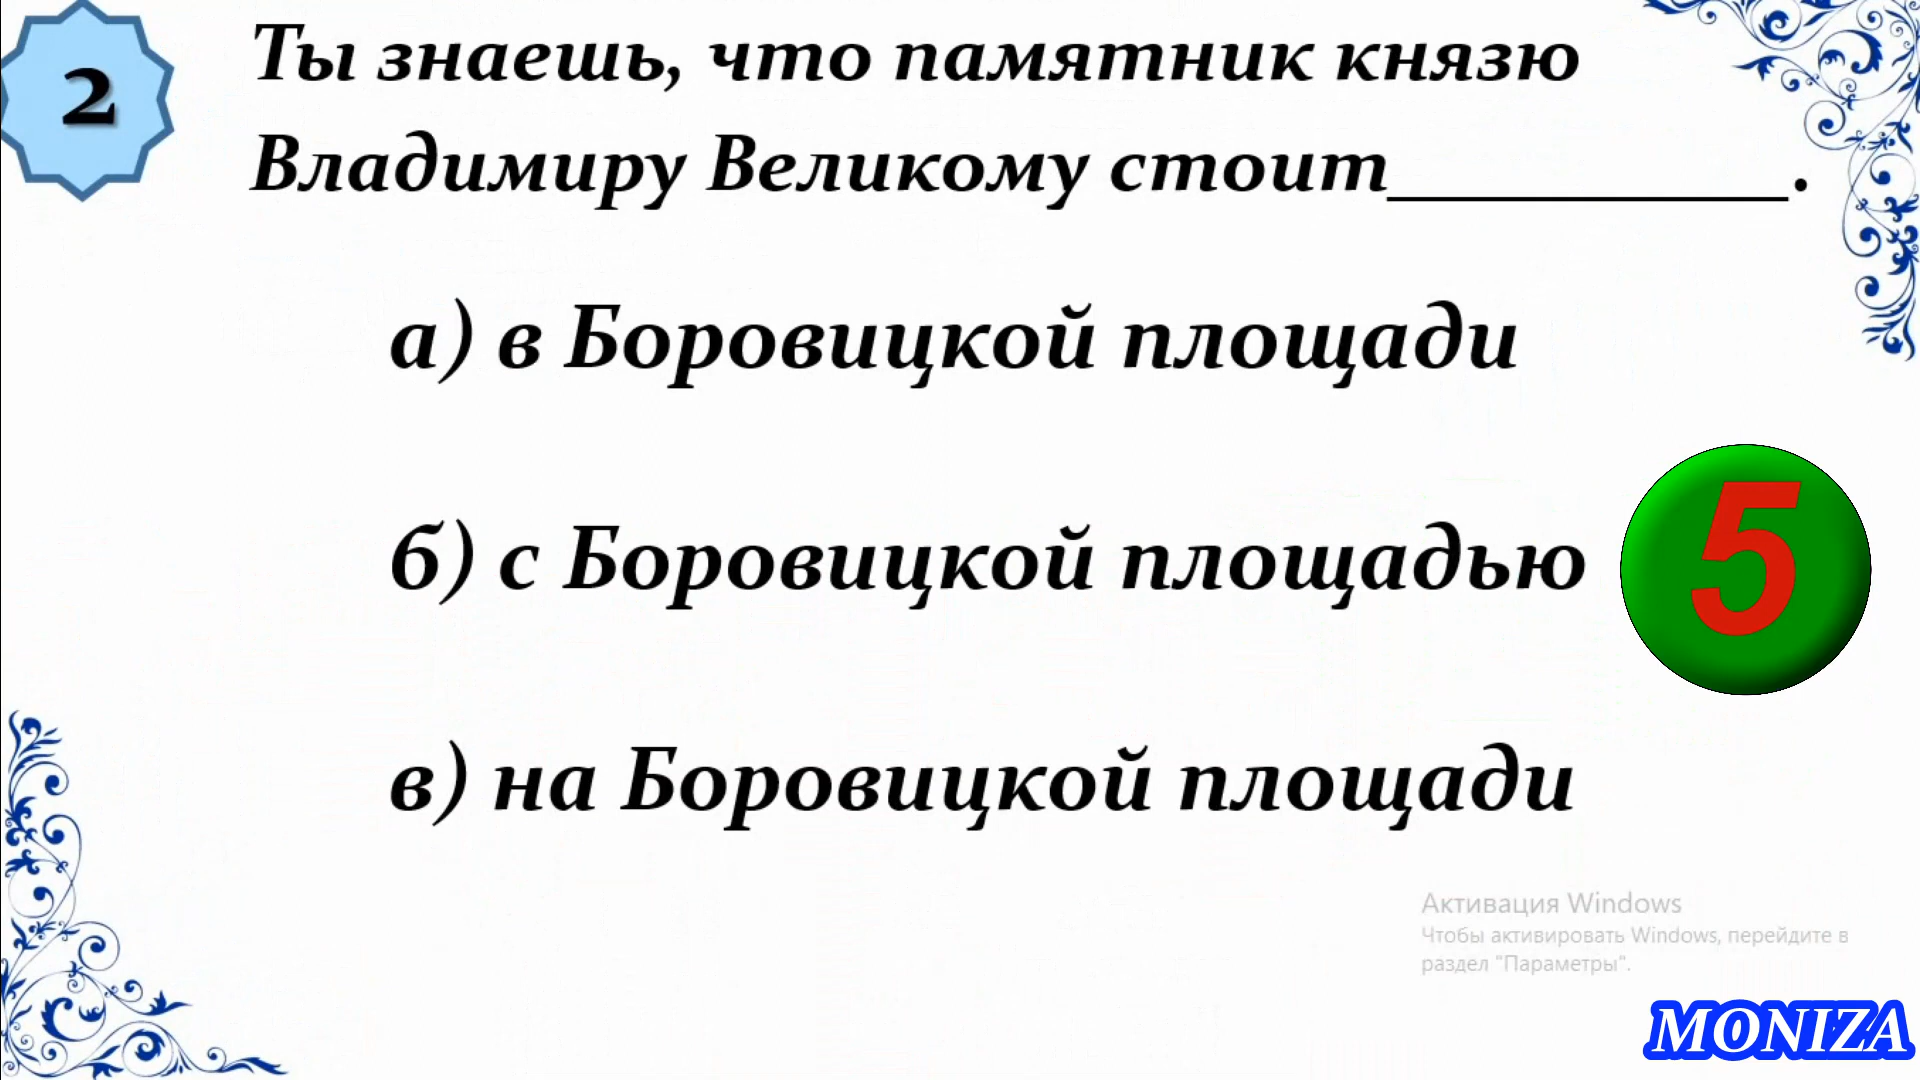 2
Ты знаешь, что памятник князю
Владимиру Великому стоит__________.
а) в Боровицкой площади
б) с Боровицкой площадью
5
в) на Боровицкой площади
Активация Windows
Чтобы активировать Windows, перейдите в
раздел "Параметры".
MONIZA